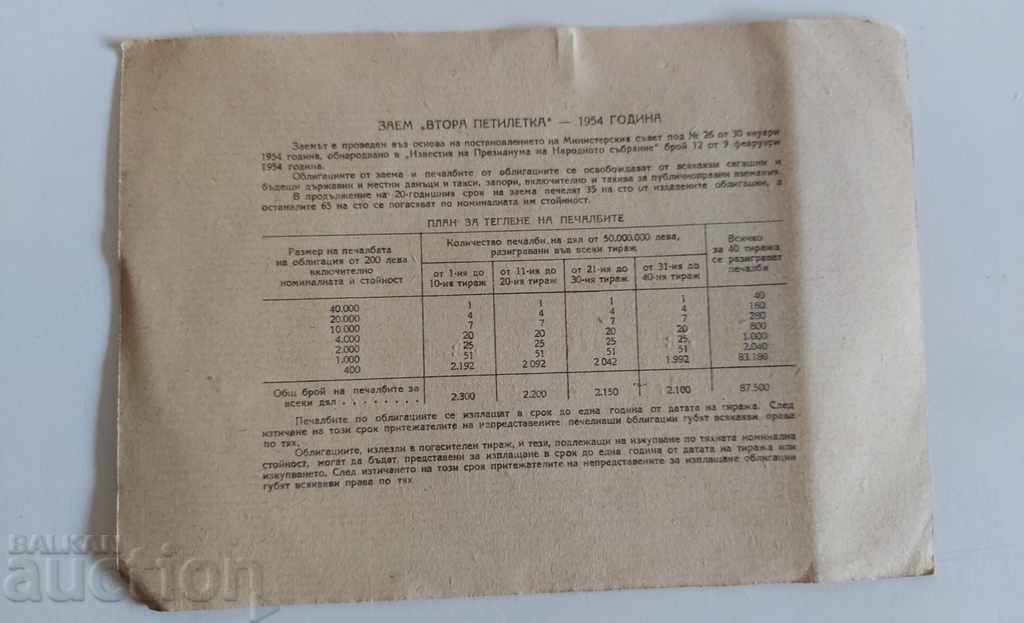 ЗАЕМ „ВТОРА ПЕТИЛЕТКА" — 1954 ГОДИНА
Заемът е проведен въз основа на постановлението на Министерския съвет под № 26 от 30 януари
1954 година, обнародвано в „Известия на Президиума на Народното събрание" брой 12 от 9 февруари
1954 година.
Облигациите от заема и печалбите от облигациите се освобождават от всякакви сегашни и
бъдещи държавни и местни данъци и такси, запори, включително и такива за публичноправни вземания.
В продължение на 20-годишния срок на заема печелят 35 на сто от издадените облигации, а
останалите 65 на сто се погасяват по номиналната им стойност.
ПЛАН ЗА ТЕГЛЕНЕ НА ПЕЧАЛБИТЕ
Размер на печалбата
на облигация от 200 лева
включително
номиналната ѝ стойност
Количество печалби на дял от 50.000.000 лева,
разигравани във всеки тираж
Всичко
за 40 тиража
се разиграват
печалби
от 1-ия до
10-ия тираж
от 11-ия до
20-ия тираж
от 21-ия до
30-ия тираж
от 31-ия до
40-ия тираж
40.000 1 1 1 1 40
20.000 4 4 4 4 160
10.000 7 7 7 7 280
4.000 20 20 20 20 800
2.000 25 25 25 25 1.000
1.000 51 51 51 51 2.040
400 2.192 2 092 2 042 1.992 83.180
Общ брой на печалбите за
всеки дял . . . . . . . . . 2.300 2.200 2.150 2.100 87.500
Печалбите по облигациите се изплащат в срок до една година от датата на тиража. След
изтичане на този срок притежателите на непредставените печеливши облигации губят всякакви права
по тях.
Облигациите, излезли в погасителен тираж, и тези, подлежащи на изкупуване по тяхната номинална
стойност, могат да бъдат представени за изплащане в срок до една година от датата на тиража или
изкупването. След изтичането на този срок притежателите на непредставените за изплащане облигации
губят всякакви права по тях
BALKAN
auction